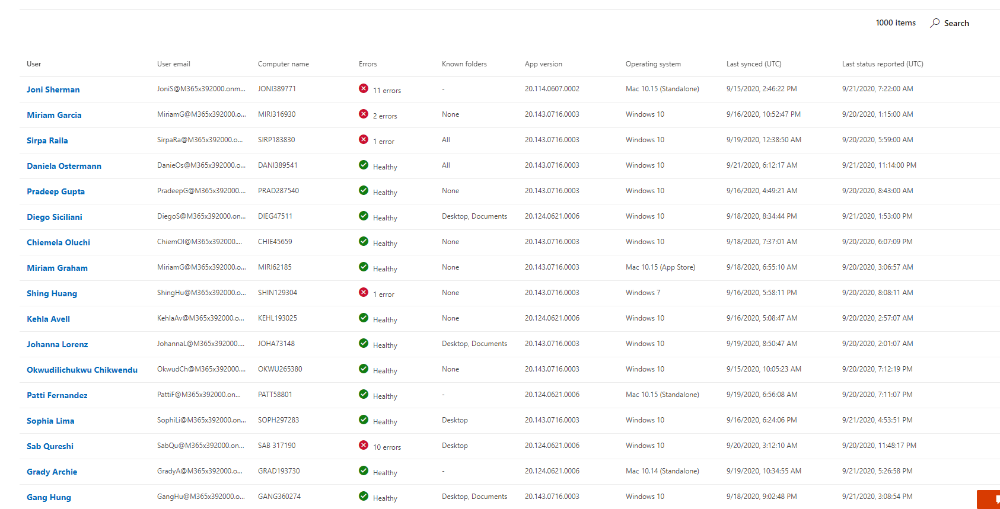 1000 items Search
User User email Computer name Errors Known folders App version Operating system Last synced (UTC) Last status reported (UTC)
Joni Sherman JoniS@M365x392000.onm... JONI389771 11 errors - 20.114.0607.0002 Mac 10.15 (Standalone) 9/15/2020, 2:46:22 PM 9/21/2020, 7:22:00 AM
Miriam Garcia MiriamG@M365x392000.o... MIRI316930 2 errors None 20.143.0716.0003 Windows 10 9/16/2020, 10:52:47 PM 9/20/2020, 1:15:00 AM
Sirpa Raila SirpaRa@M365x392000.o... SIRP183830 1 error All 20.143.0716.0003 Windows 10 9/19/2020, 12:38:50 AM 9/20/2020, 5:59:00 AM
Daniela Ostermann DanieOs@M365x392000.o... DANI389541 Healthy All 20.143.0716.0003 Windows 10 9/21/2020, 6:12:17 AM 9/21/2020, 11:14:00 PM
Pradeep Gupta PradeepG@M365x392000.... PRAD287540 Healthy None 20.143.0716.0003 Windows 10 9/16/2020, 4:49:21 AM 9/20/2020, 8:43:00 AM
Diego Siciliani DiegoS@M365x392000.on... DIEG47511 Healthy Desktop, Documents 20.124.0621.0006 Windows 10 9/18/2020, 8:34:44 PM 9/21/2020, 1:53:00 PM
Chiemela Oluchi ChiemOl@M365x392000.... CHIE45659 Healthy None 20.143.0716.0003 Windows 10 9/18/2020, 7:37:01 AM 9/20/2020, 6:07:09 PM
Miriam Graham MiriamG@M365x392000.o... MIRI62185 Healthy None 20.143.0716.0003 Mac 10.15 (App Store) 9/18/2020, 6:55:10 AM 9/20/2020, 3:06:57 AM
Shing Huang ShingHu@M365x392000.o... SHIN129304 1 error None 20.143.0716.0003 Windows 7 9/16/2020, 5:58:11 PM 9/20/2020, 8:08:11 AM
Kehla Avell KehlaAv@M365x392000.o... KEHL193025 Healthy None 20.124.0621.0006 Windows 10 9/16/2020, 5:08:47 AM 9/20/2020, 2:57:07 AM
Johanna Lorenz JohannaL@M365x392000.... JOHA73148 Healthy Desktop, Documents 20.143.0716.0003 Windows 10 9/19/2020, 8:50:47 AM 9/20/2020, 2:01:07 AM
Okwudilichukwu Chikwendu OkwudCh@M365x392000.... OKWU265380 Healthy None 20.143.0716.0003 Windows 10 9/15/2020, 10:05:23 AM 9/20/2020, 7:12:19 PM
Patti Fernandez PattiF@M365x392000.on... PATT58801 Healthy - 20.124.0621.0006 Mac 10.15 (Standalone) 9/19/2020, 6:56:08 AM 9/20/2020, 7:11:07 PM
Sophia Lima SophiLi@M365x392000.on... SOPH297283 Healthy Desktop 20.143.0716.0003 Windows 10 9/16/2020, 6:24:06 PM 9/21/2020, 4:53:51 PM
Sab Qureshi SabQu@M365x392000.on... SAB 317190 10 errors Desktop 20.124.0621.0006 Windows 10 9/20/2020, 3:12:10 AM 9/20/2020, 11:48:17 PM
Grady Archie GradyA@M365x392000.o... GRAD193730 Healthy - 20.124.0621.0006 Mac 10.14 (Standalone) 9/19/2020, 10:34:55 AM 9/21/2020, 5:26:58 PM
Gang Hung GangHu@M365x392000.o... GANG360274 Healthy Desktop, Documents 20.143.0716.0003 Windows 10 9/18/2020, 9:02:48 PM 9/21/2020, 3:08:54 PM